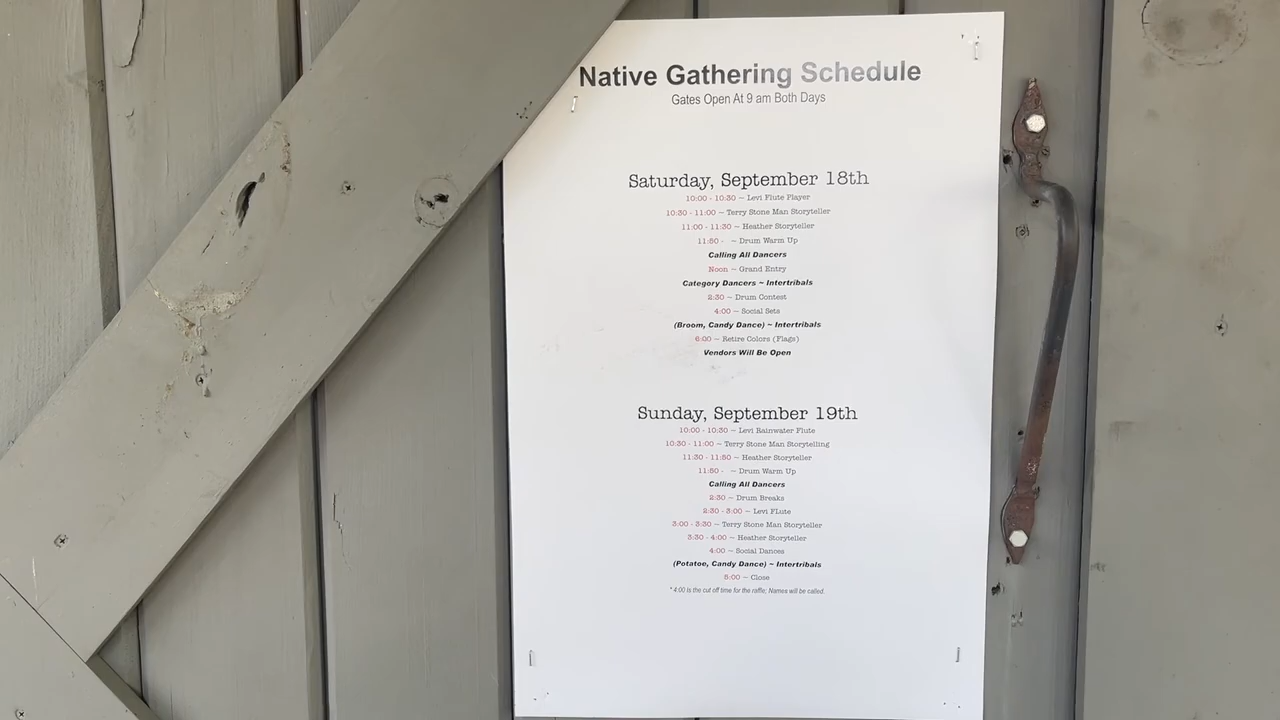 Native Gathering Schedule
Gates Open At 9 am Both Days
Saturday, September 18th
10:00 - 10:30 ~ Levi Flute Player
10:30 - 11:00 ~ Terry Stone Man Storyteller
11:00 - 11:30 ~ Heather Storyteller
11:50 - ~ Drum Warm Up
Calling All Dancers
Noon ~ Grand Entry
Category Dancers ~ Intertribals
2:30 ~ Drum Contest
4:00 ~ Social Sets
(Broom, Candy Dance) ~ Intertribals
6:00 ~ Retire Colors (Flags)
Vendors Will Be Open
Sunday, September 19th
10:00 - 10:30 ~ Levi Rainwater Flute
10:30 - 11:00 ~ Terry Stone Man Storytelling
11:30 - 11:50 ~ Heather Storyteller
11:50 - ~ Drum Warm Up
Calling All Dancers
2:30 ~ Drum Breaks
2:30 - 3:00 ~ Levi FLute
3:00 - 3:30 ~ Terry Stone Man Storyteller
3:30 - 4:00 ~ Heather Storyteller
4:00 ~ Social Dances
(Potatoe, Candy Dance) ~ Intertribals
5:00 ~ Close
* 4:00 is the cut off time for the raffle; Names will be called.